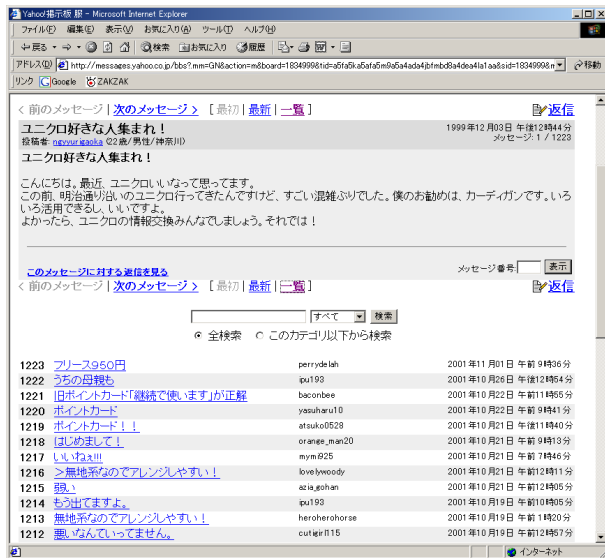 Yahoo!掲示板 服 - Microsoft Internet Explorer
ファイル(F) 編集(E) 表示(V) お気に入り(A) ツール(T) ヘルプ(H)
戻る 検索 お気に入り 履歴
アドレス(D) 移動
リンク Google ZAKZAK
< 前のメッセージ | 次のメッセージ > [ 最初 | 最新 | 一覧 ] 返信
ユニクロ好きな人集まれ! 1999年12月03日 午後12時44分
投稿者: ngyyurigaoka (22歳/男性/神奈川) メッセージ: 1 / 1223
ユニクロ好きな人集まれ!
こんにちは。最近、ユニクロいいなって思ってます。
この前、明治通り沿いのユニクロ行ってきたんですけど、すごい混雑ぶりでした。僕のお勧めは、カーディガンです。いろ
いろ活用できるし、いいですよ。
よかったら、ユニクロの情報交換みんなでしましょう。それでは!
このメッセージに対する返信を見る メッセージ番号: 表示
< 前のメッセージ | 次のメッセージ > [ 最初 | 最新 | 一覧 ] 返信
すべて 検索
全検索 このカテゴリ以下から検索
1223 フリース950円 perrydelah 2001年11月01日 午前9時36分
1222 うちの母親も ipu193 2001年10月26日 午後12時54分
1221 旧ポイントカード「継続で使います」が正解 baconbee 2001年10月22日 午前11時55分
1220 ポイントカード yasuharu10 2001年10月22日 午前9時41分
1219 ポイントカード!! atsuko0528 2001年10月21日 午後11時40分
1218 はじめまして! orange_man20 2001年10月21日 午前9時13分
1217 いいねぇ!!! mymi925 2001年10月21日 午前7時46分
1216 >無地系なのでアレンジしやすい! lovelywoody 2001年10月21日 午前12時11分
1215 弱い azia_gohan 2001年10月21日 午前12時05分
1214 もう出てますよ。 ipu193 2001年10月19日 午前10時05分
1213 無地系なのでアレンジしやすい! heroherohorse 2001年10月19日 午前1時20分
1212 悪いなんていってません。 cutigirl115 2001年10月19日 午前12時57分
インターネット